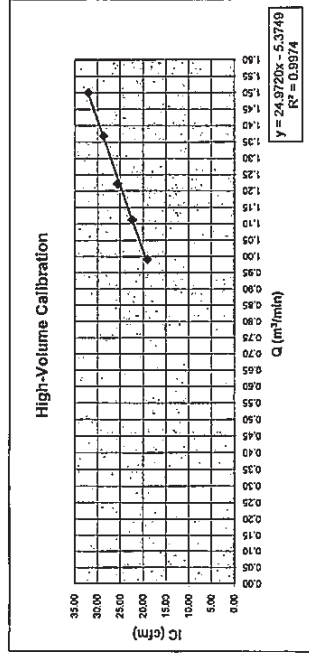 High-Volume Calibration
IC (cfm)
35.00
30.00
25.00
20.00
15.00
10.00
5.00
0.00
0.00 0.05 0.10 0.15 0.20 0.25 0.30 0.35 0.40 0.45 0.50 0.55 0.60 0.65 0.70 0.75 0.80 0.85 0.90 0.95 1.00 1.05 1.10 1.15 1.20 1.25 1.30 1.35 1.40 1.45 1.50 1.55 1.60
Q (m³/min)
y = 24.9720x - 5.3749
R² = 0.9974